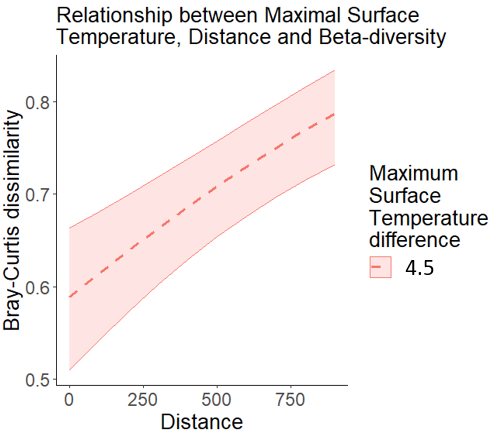 Relationship between Maximal Surface
Temperature, Distance and Beta-diversity
Bray-Curtis dissimilarity
0.8
0.7
0.6
0.5
0
250
500
750
Distance
Maximum
Surface
Temperature
difference
4.5